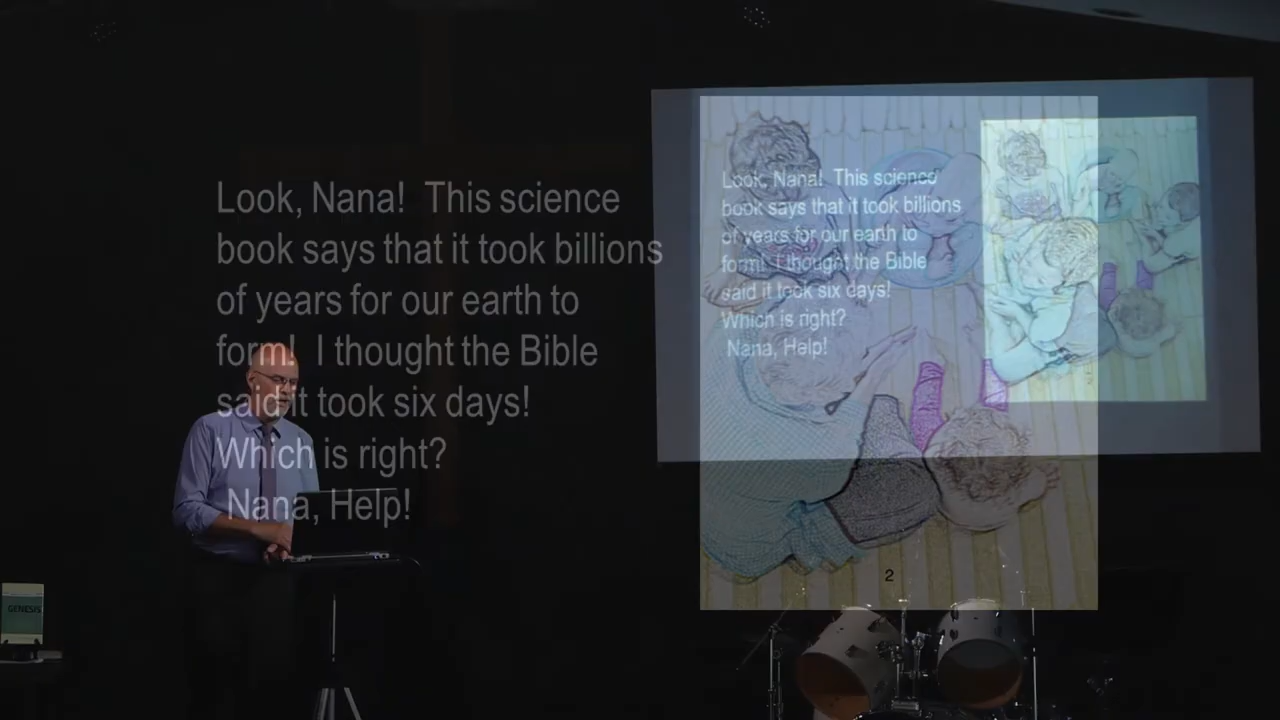 Look, Nana!  This science
book says that it took billions
of years for our earth to
form!  I thought the Bible
said it took six days!
Which is right?
Nana, Help!
Look, Nana!  This science
book says that it took billions
of years for our earth to
form!  I thought the Bible
said it took six days!
Which is right?
Nana, Help!
2
GENESIS